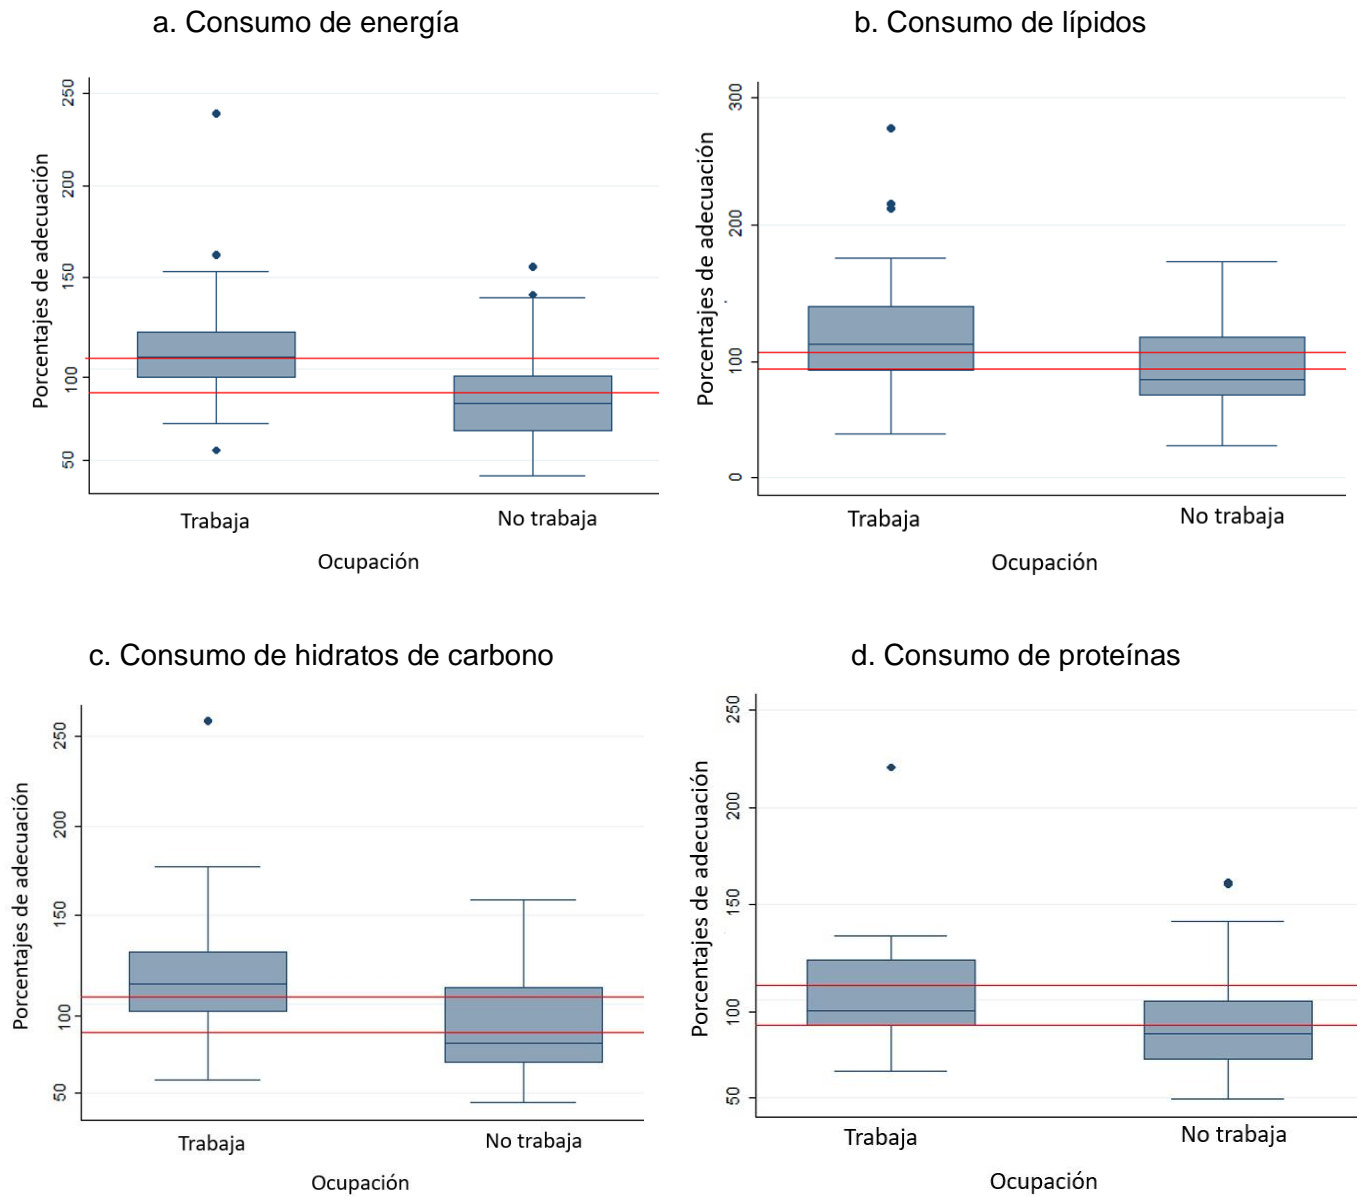 a. Consumo de energía
Porcentajes de adecuación
250
200
150
100
50
Trabaja
No trabaja
Ocupación
b. Consumo de lípidos
Porcentajes de adecuación
300
200
100
0
Trabaja
No trabaja
Ocupación
c. Consumo de hidratos de carbono
Porcentajes de adecuación
250
200
150
100
50
Trabaja
No trabaja
Ocupación
d. Consumo de proteínas
Porcentajes de adecuación
250
200
150
100
50
Trabaja
No trabaja
Ocupación